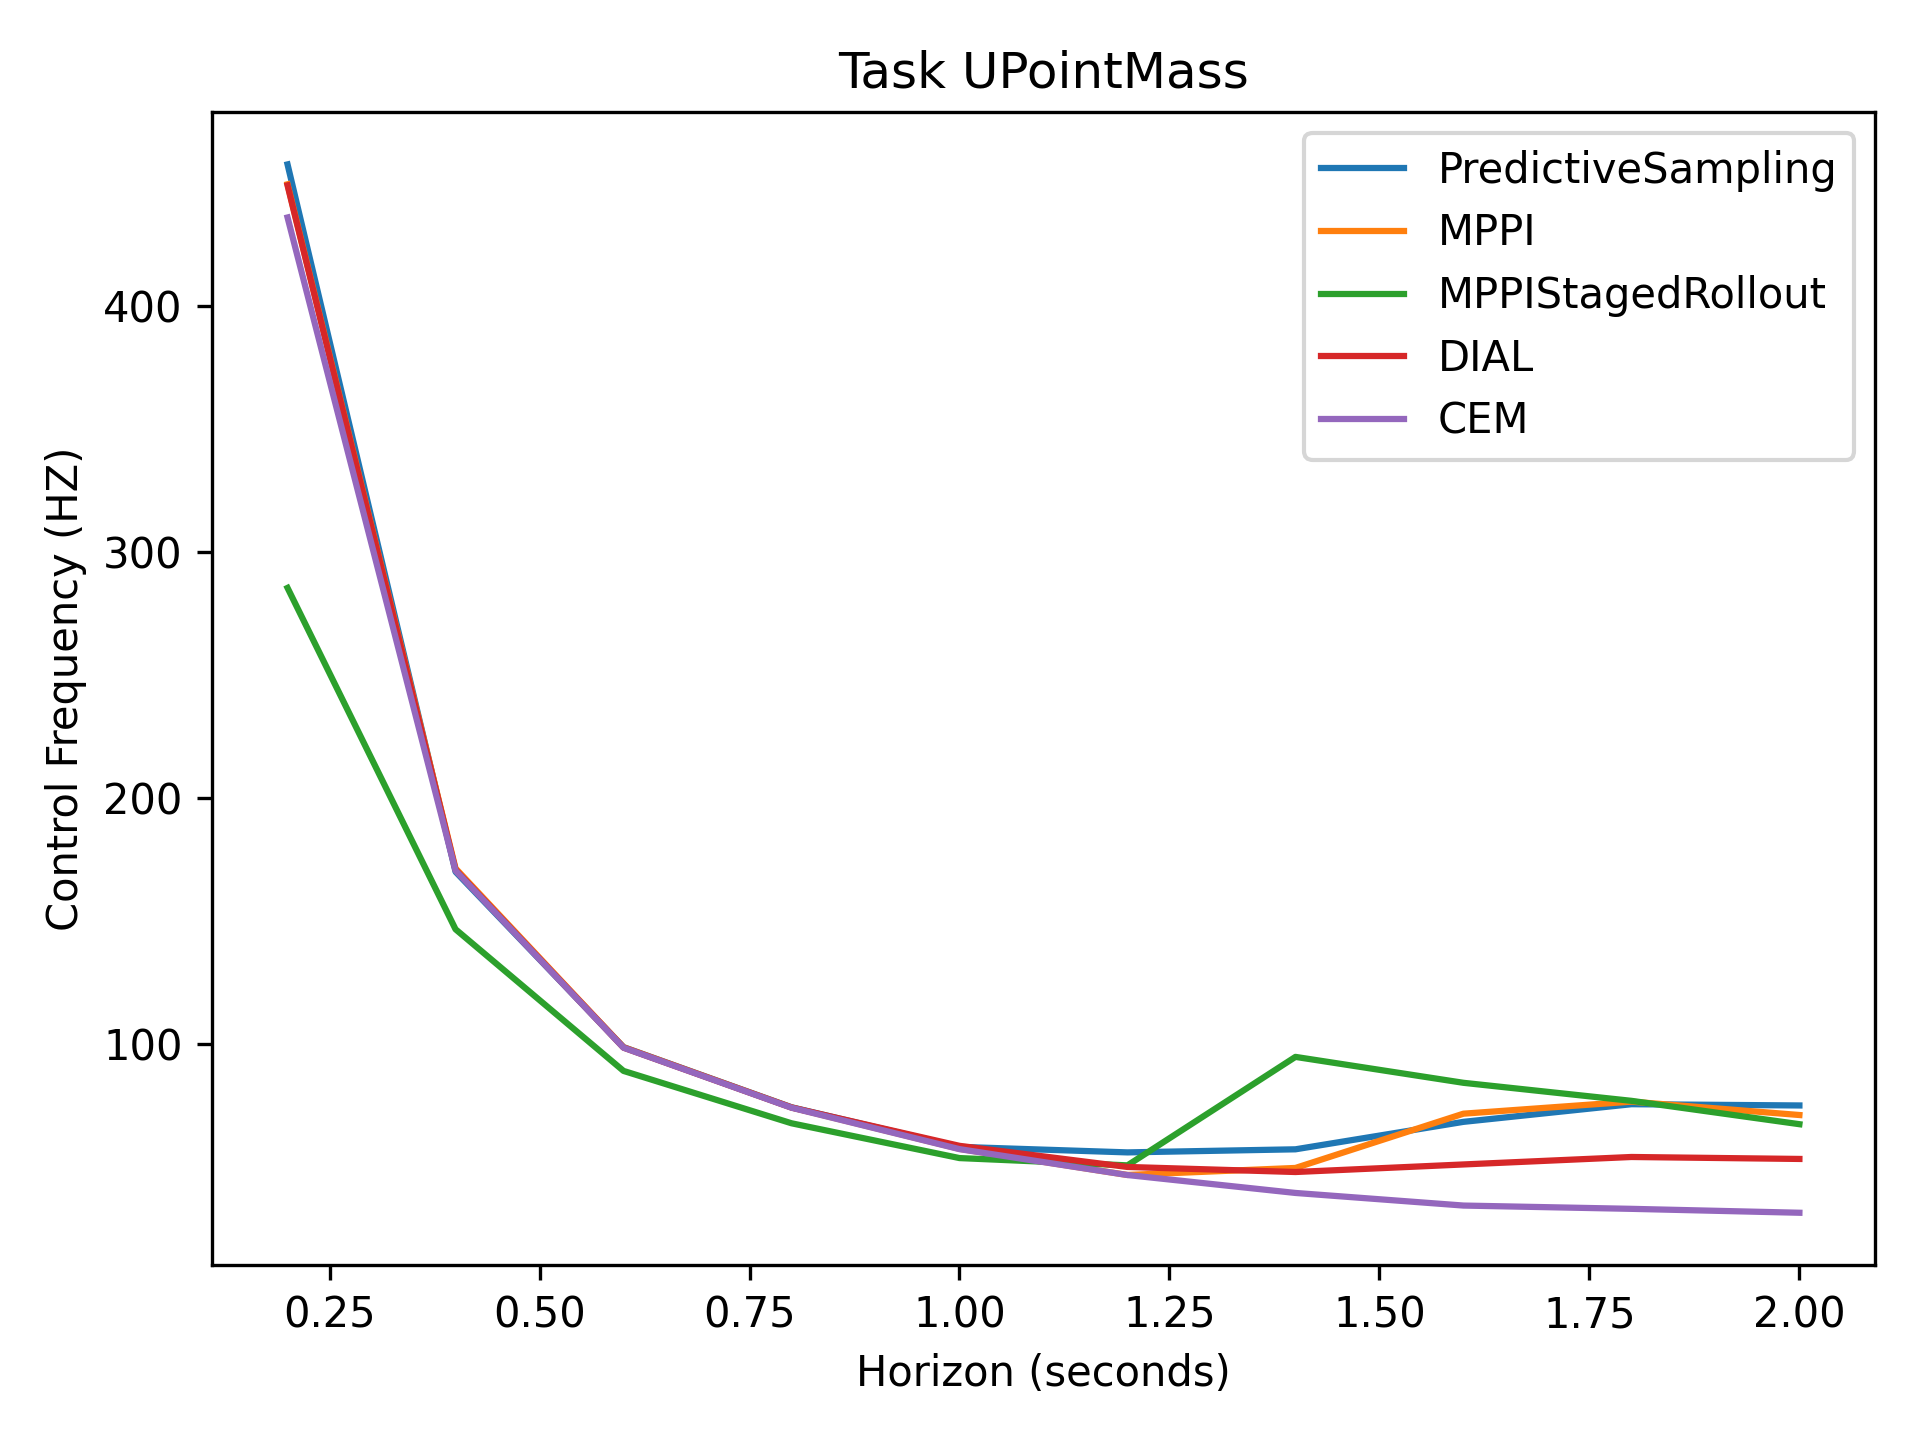 Task UPointMass
PredictiveSampling
MPPI
MPPIStagedRollout
DIAL
CEM
Control Frequency (HZ)
400
300
200
100
0.25 0.50 0.75 1.00 1.25 1.50 1.75 2.00
Horizon (seconds)